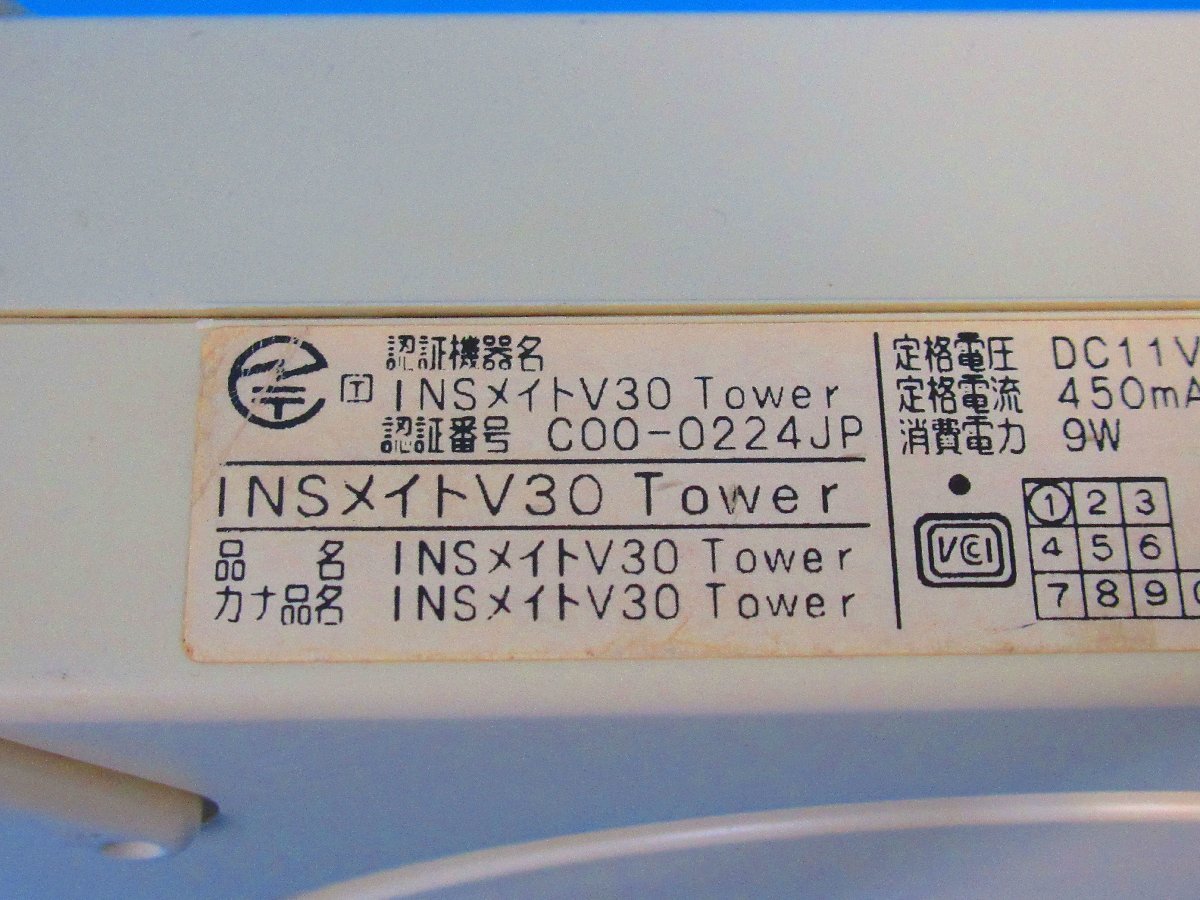 認証機器名
T INSメイトV30 Tower
認証番号 C00-0224JP
INSメイトV30 Tower
品 名 INSメイトV30 Tower
カナ品名 INSメイトV30 Tower
定格電圧 DC11V
定格電流 450mA
消費電力 9W
VCCI
1 2 3
4 5 6
7 8 9 0